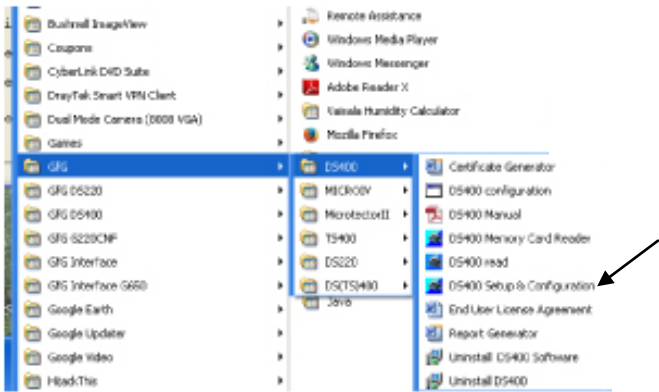 Bushnell ImageView
Coupons
CyberLink DVD Suite
DrayTek Smart VPN Client
Dual Mode Camera (8008 VGA)
Games
GfG
GfG DS220
GfG DS400
GfG G220CNF
GfG Interface
GfG Interface G650
Google Earth
Google Updater
Google Video
HijackThis
Remote Assistance
Windows Media Player
Windows Messenger
Adobe Reader X
Vaisala Humidity Calculator
Mozilla Firefox
DS400
MICROIV
MicrotectorII
TS400
DS220
DS(TS)400
Java
Certificate Generator
DS400 configuration
DS400 Manual
DS400 Memory Card Reader
DS400 read
DS400 Setup & Configuration
End User License Agreement
Report Generator
Uninstall DS400 Software
Uninstall DS400